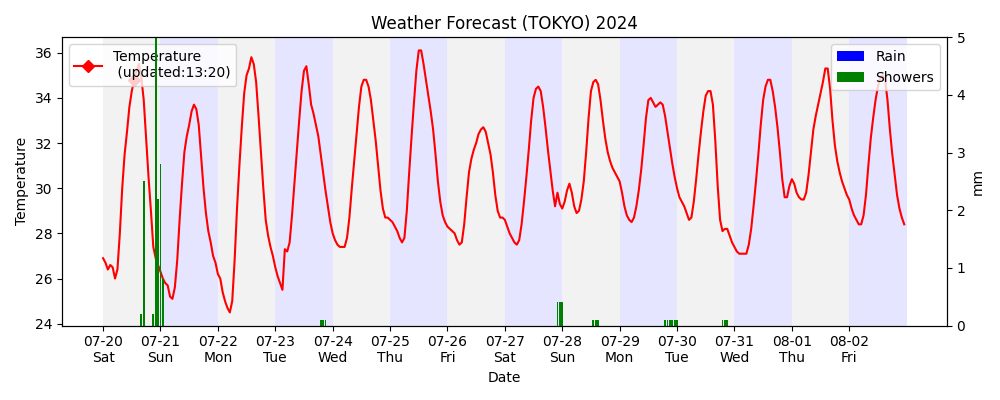 Weather Forecast (TOKYO) 2024
Temperature
(updated:13:20)
Rain
Showers
Temperature
36
34
32
30
28
26
24
5
4
3
2
1
0
mm
07-20 07-21 07-22 07-23 07-24 07-25 07-26 07-27 07-28 07-29 07-30 07-31 08-01 08-02
Sat Sun Mon Tue Wed Thu Fri Sat Sun Mon Tue Wed Thu Fri
Date